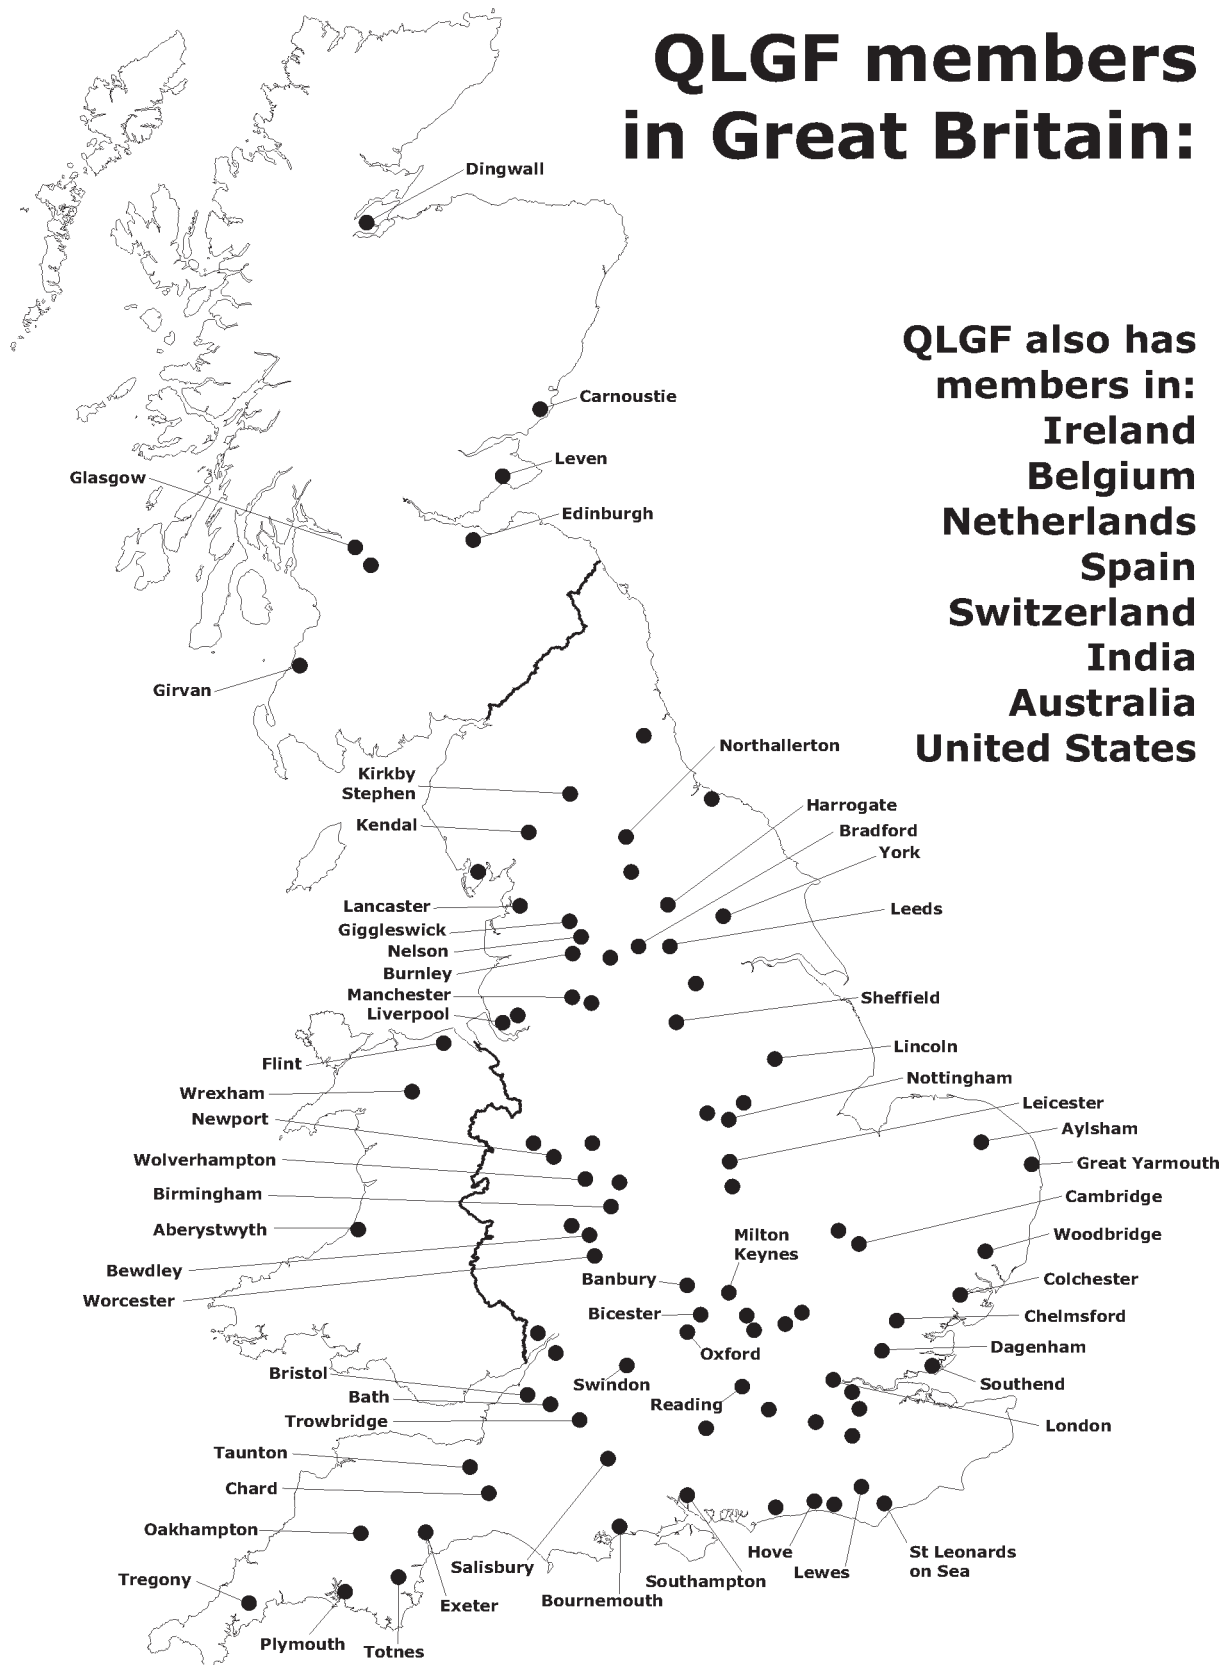 QLGF members
in Great Britain:
Dingwall
QLGF also has
members in:
Ireland
Belgium
Netherlands
Spain
Switzerland
India
Australia
United States
Carnoustie
Leven
Glasgow
Edinburgh
Girvan
Northallerton
Kirkby
Stephen
Harrogate
Kendal
Bradford
York
Lancaster
Leeds
Giggleswick
Nelson
Burnley
Manchester
Sheffield
Liverpool
Lincoln
Flint
Nottingham
Wrexham
Leicester
Newport
Aylsham
Wolverhampton
Great Yarmouth
Birmingham
Cambridge
Aberystwyth
Milton
Keynes
Woodbridge
Bewdley
Banbury
Colchester
Worcester
Bicester
Chelmsford
Oxford
Dagenham
Bristol
Swindon
Southend
Bath
Reading
Trowbridge
London
Taunton
Chard
Oakhampton
Salisbury
Hove
Lewes
St Leonards
on Sea
Tregony
Southampton
Exeter
Bournemouth
Plymouth
Totnes